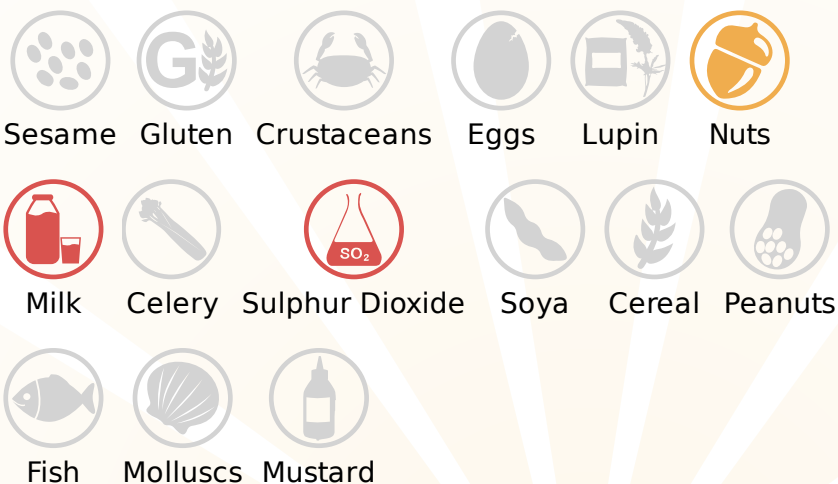 G
Sesame Gluten Crustaceans Eggs Lupin Nuts
SO₂
Milk Celery Sulphur Dioxide Soya Cereal Peanuts
Fish Molluscs Mustard